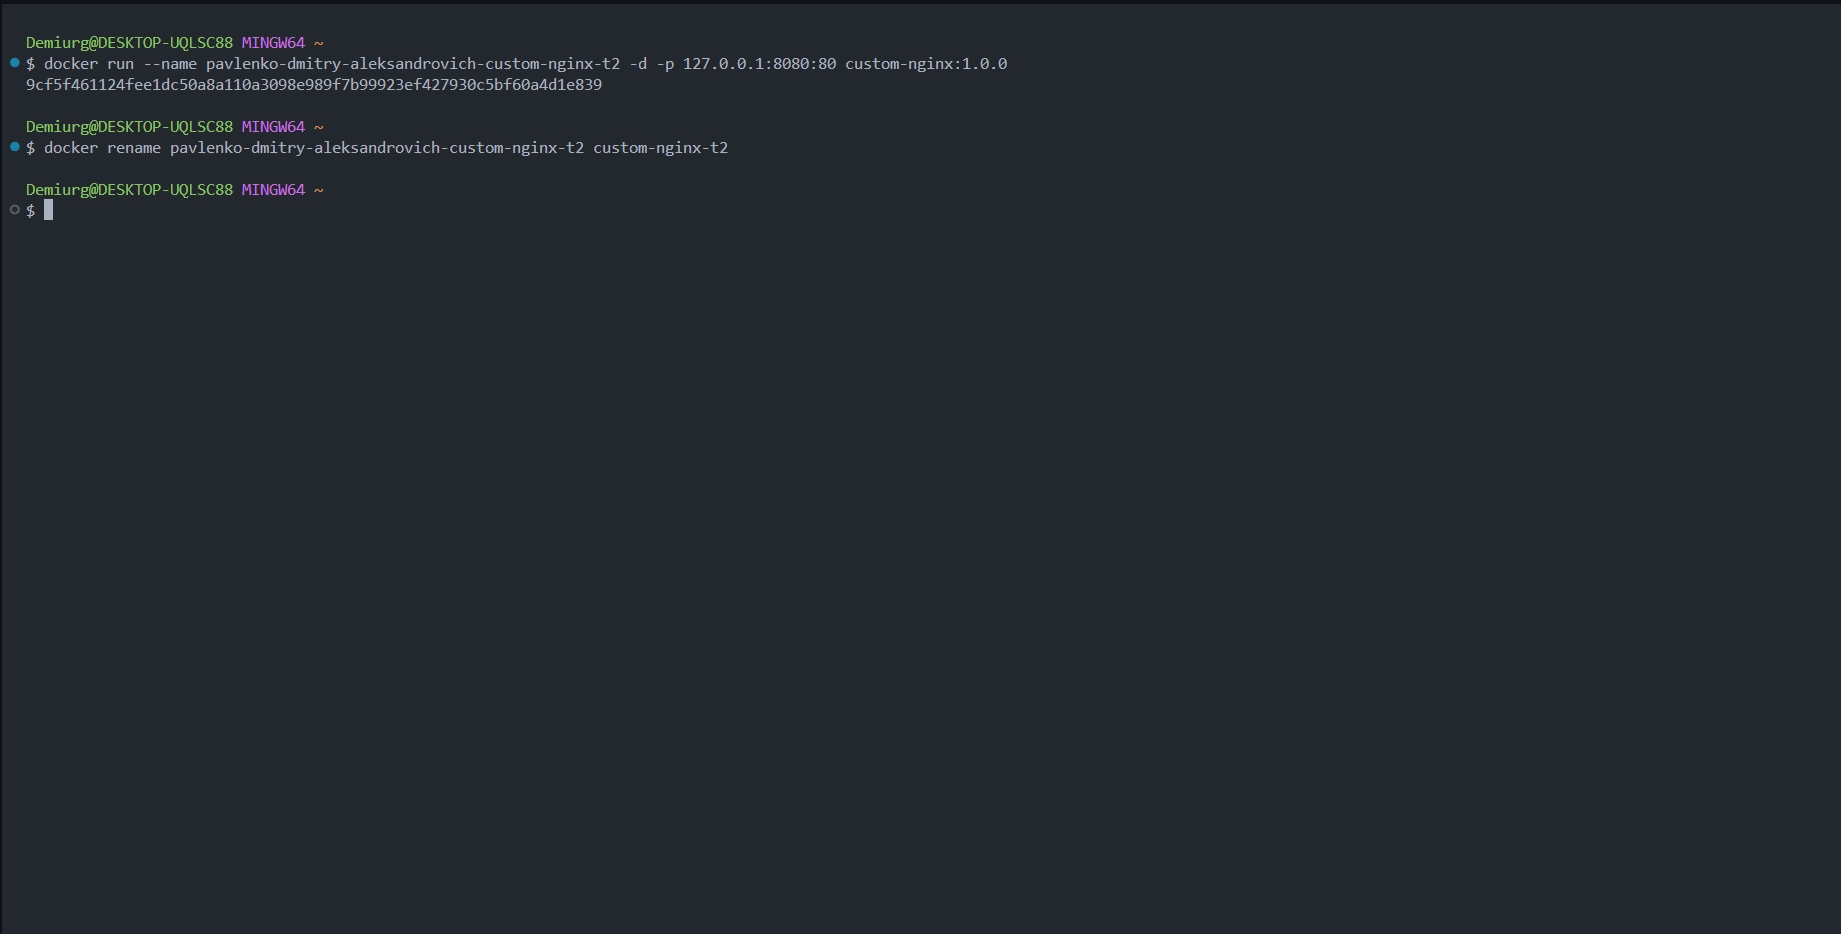 Demiurg@DESKTOP-UQLSC88 MINGW64 ~
$ docker run --name pavlenko-dmitry-aleksandrovich-custom-nginx-t2 -d -p 127.0.0.1:8080:80 custom-nginx:1.0.0
9cf5f461124fee1dc50a8a110a3098e989f7b99923ef427930c5bf60a4d1e839
Demiurg@DESKTOP-UQLSC88 MINGW64 ~
$ docker rename pavlenko-dmitry-aleksandrovich-custom-nginx-t2 custom-nginx-t2
Demiurg@DESKTOP-UQLSC88 MINGW64 ~
$